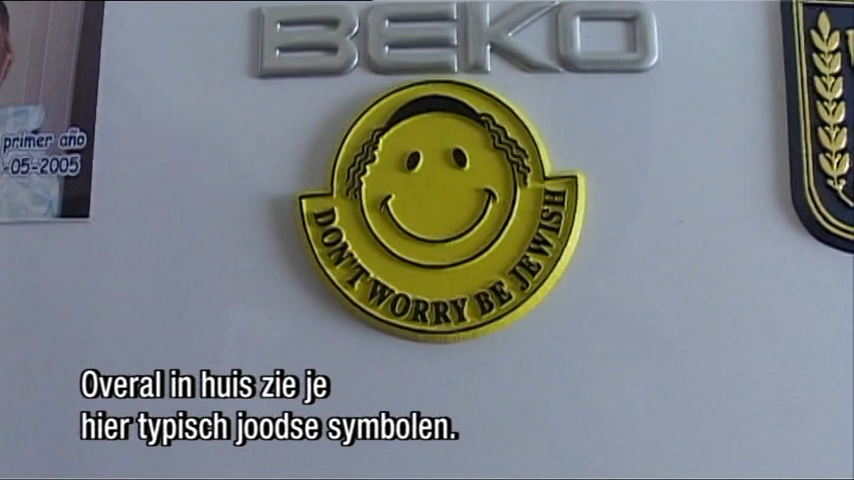 BEKO
primer año
-05-2005
DON'T WORRY BE JEWISH
Overal in huis zie je
hier typisch joodse symbolen.